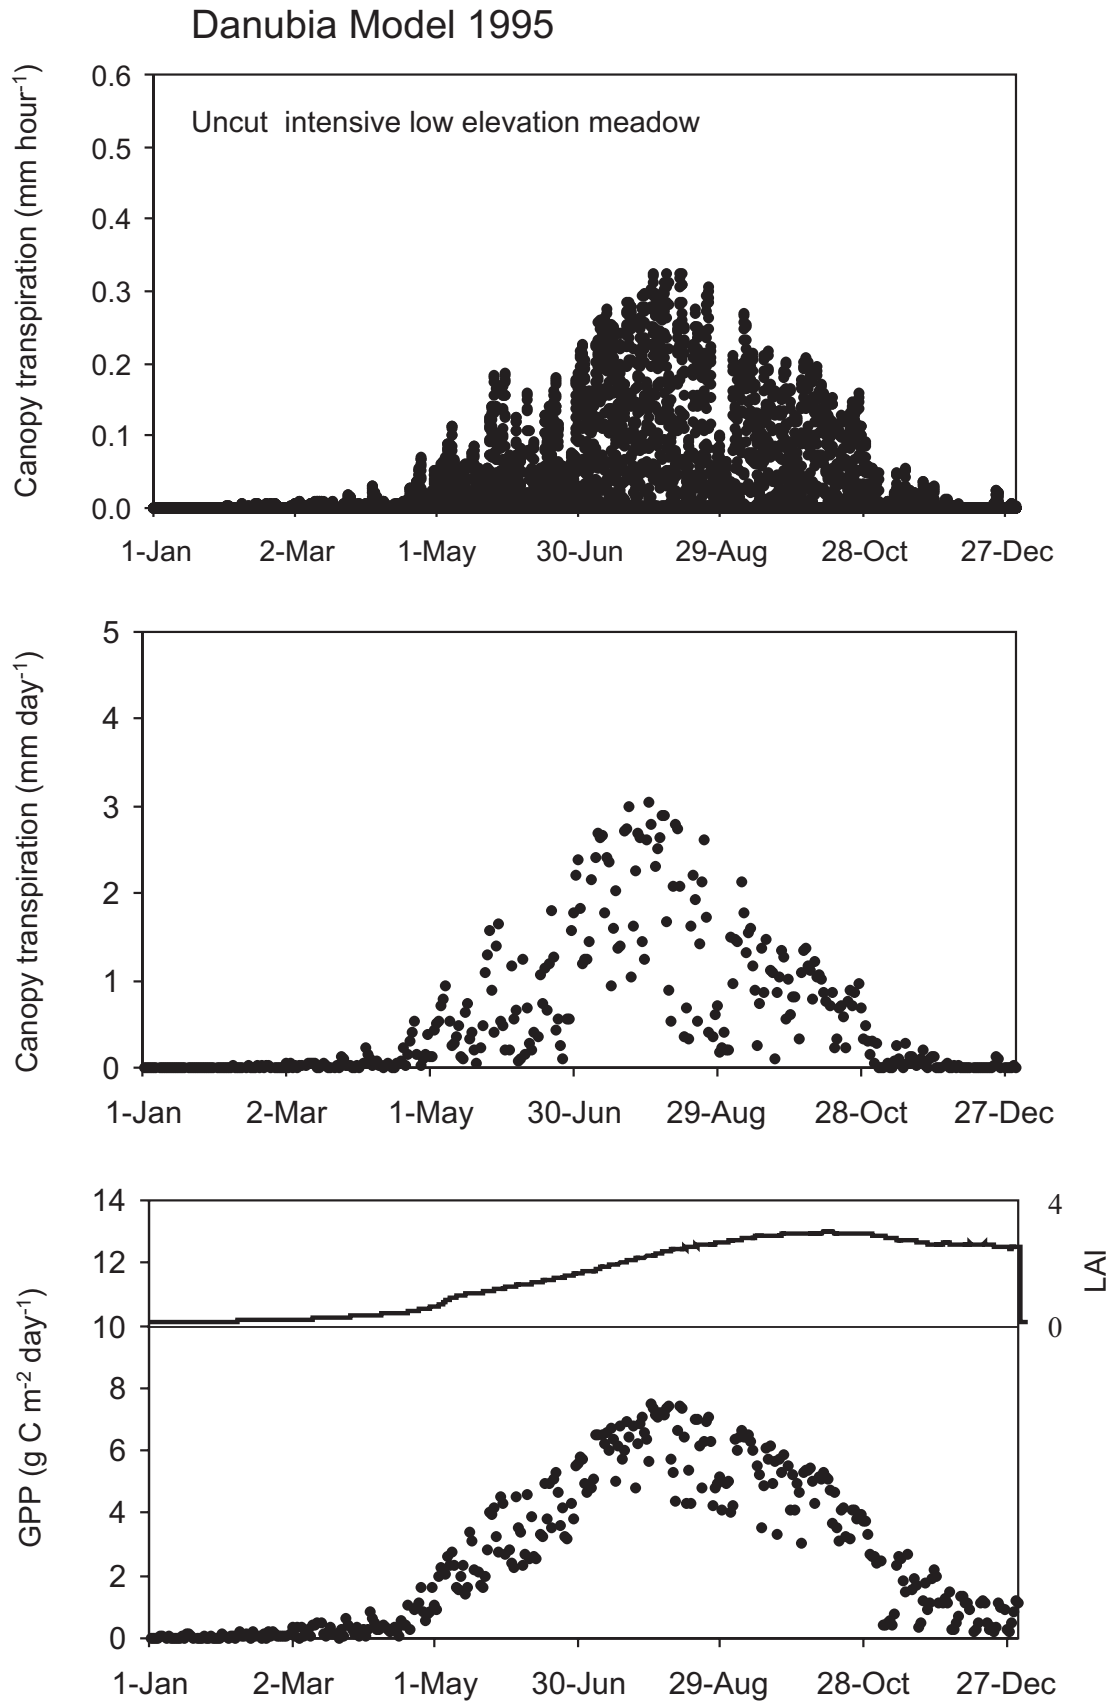 Danubia Model 1995
Canopy transpiration (mm hour⁻¹)
0.6
0.5
0.4
0.3
0.2
0.1
0.0
Uncut intensive low elevation meadow
1-Jan 2-Mar 1-May 30-Jun 29-Aug 28-Oct 27-Dec
Canopy transpiration (mm day⁻¹)
5
4
3
2
1
0
1-Jan 2-Mar 1-May 30-Jun 29-Aug 28-Oct 27-Dec
GPP (g C m⁻² day⁻¹)
14
12
10
8
6
4
2
0
4
0
LAI
1-Jan 2-Mar 1-May 30-Jun 29-Aug 28-Oct 27-Dec